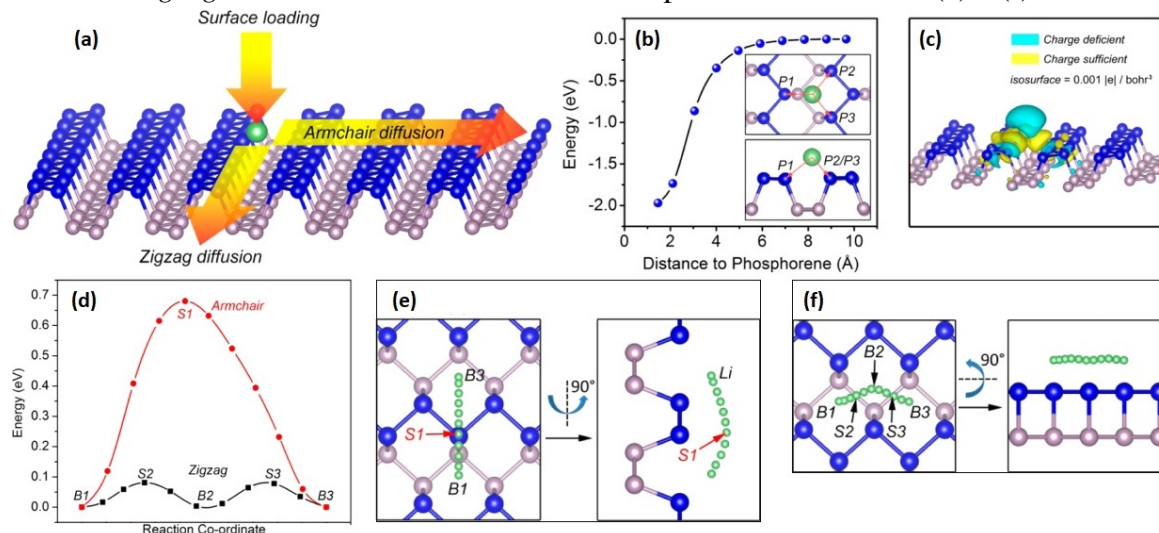 Surface loading
(a)
Armchair diffusion
Zigzag diffusion
(b)
0.0
-0.5
-1.0
-1.5
-2.0
Energy (eV)
P1
P2
P3
P1
P2/P3
0 2 4 6 8 10
Distance to Phosphorene (Å)
(c)
Charge deficient
Charge sufficient
isosurface = 0.001 |e| / bohr³
(d)
0.7
0.6
0.5
0.4
0.3
0.2
0.1
0.0
Energy (eV)
Armchair
S1
Zigzag
B1
S2
B2
S3
B3
Reaction Co-ordinate
(e)
B3
S1
B1
90°
Li
S1
(f)
B2
B1
B3
S2
S3
90°